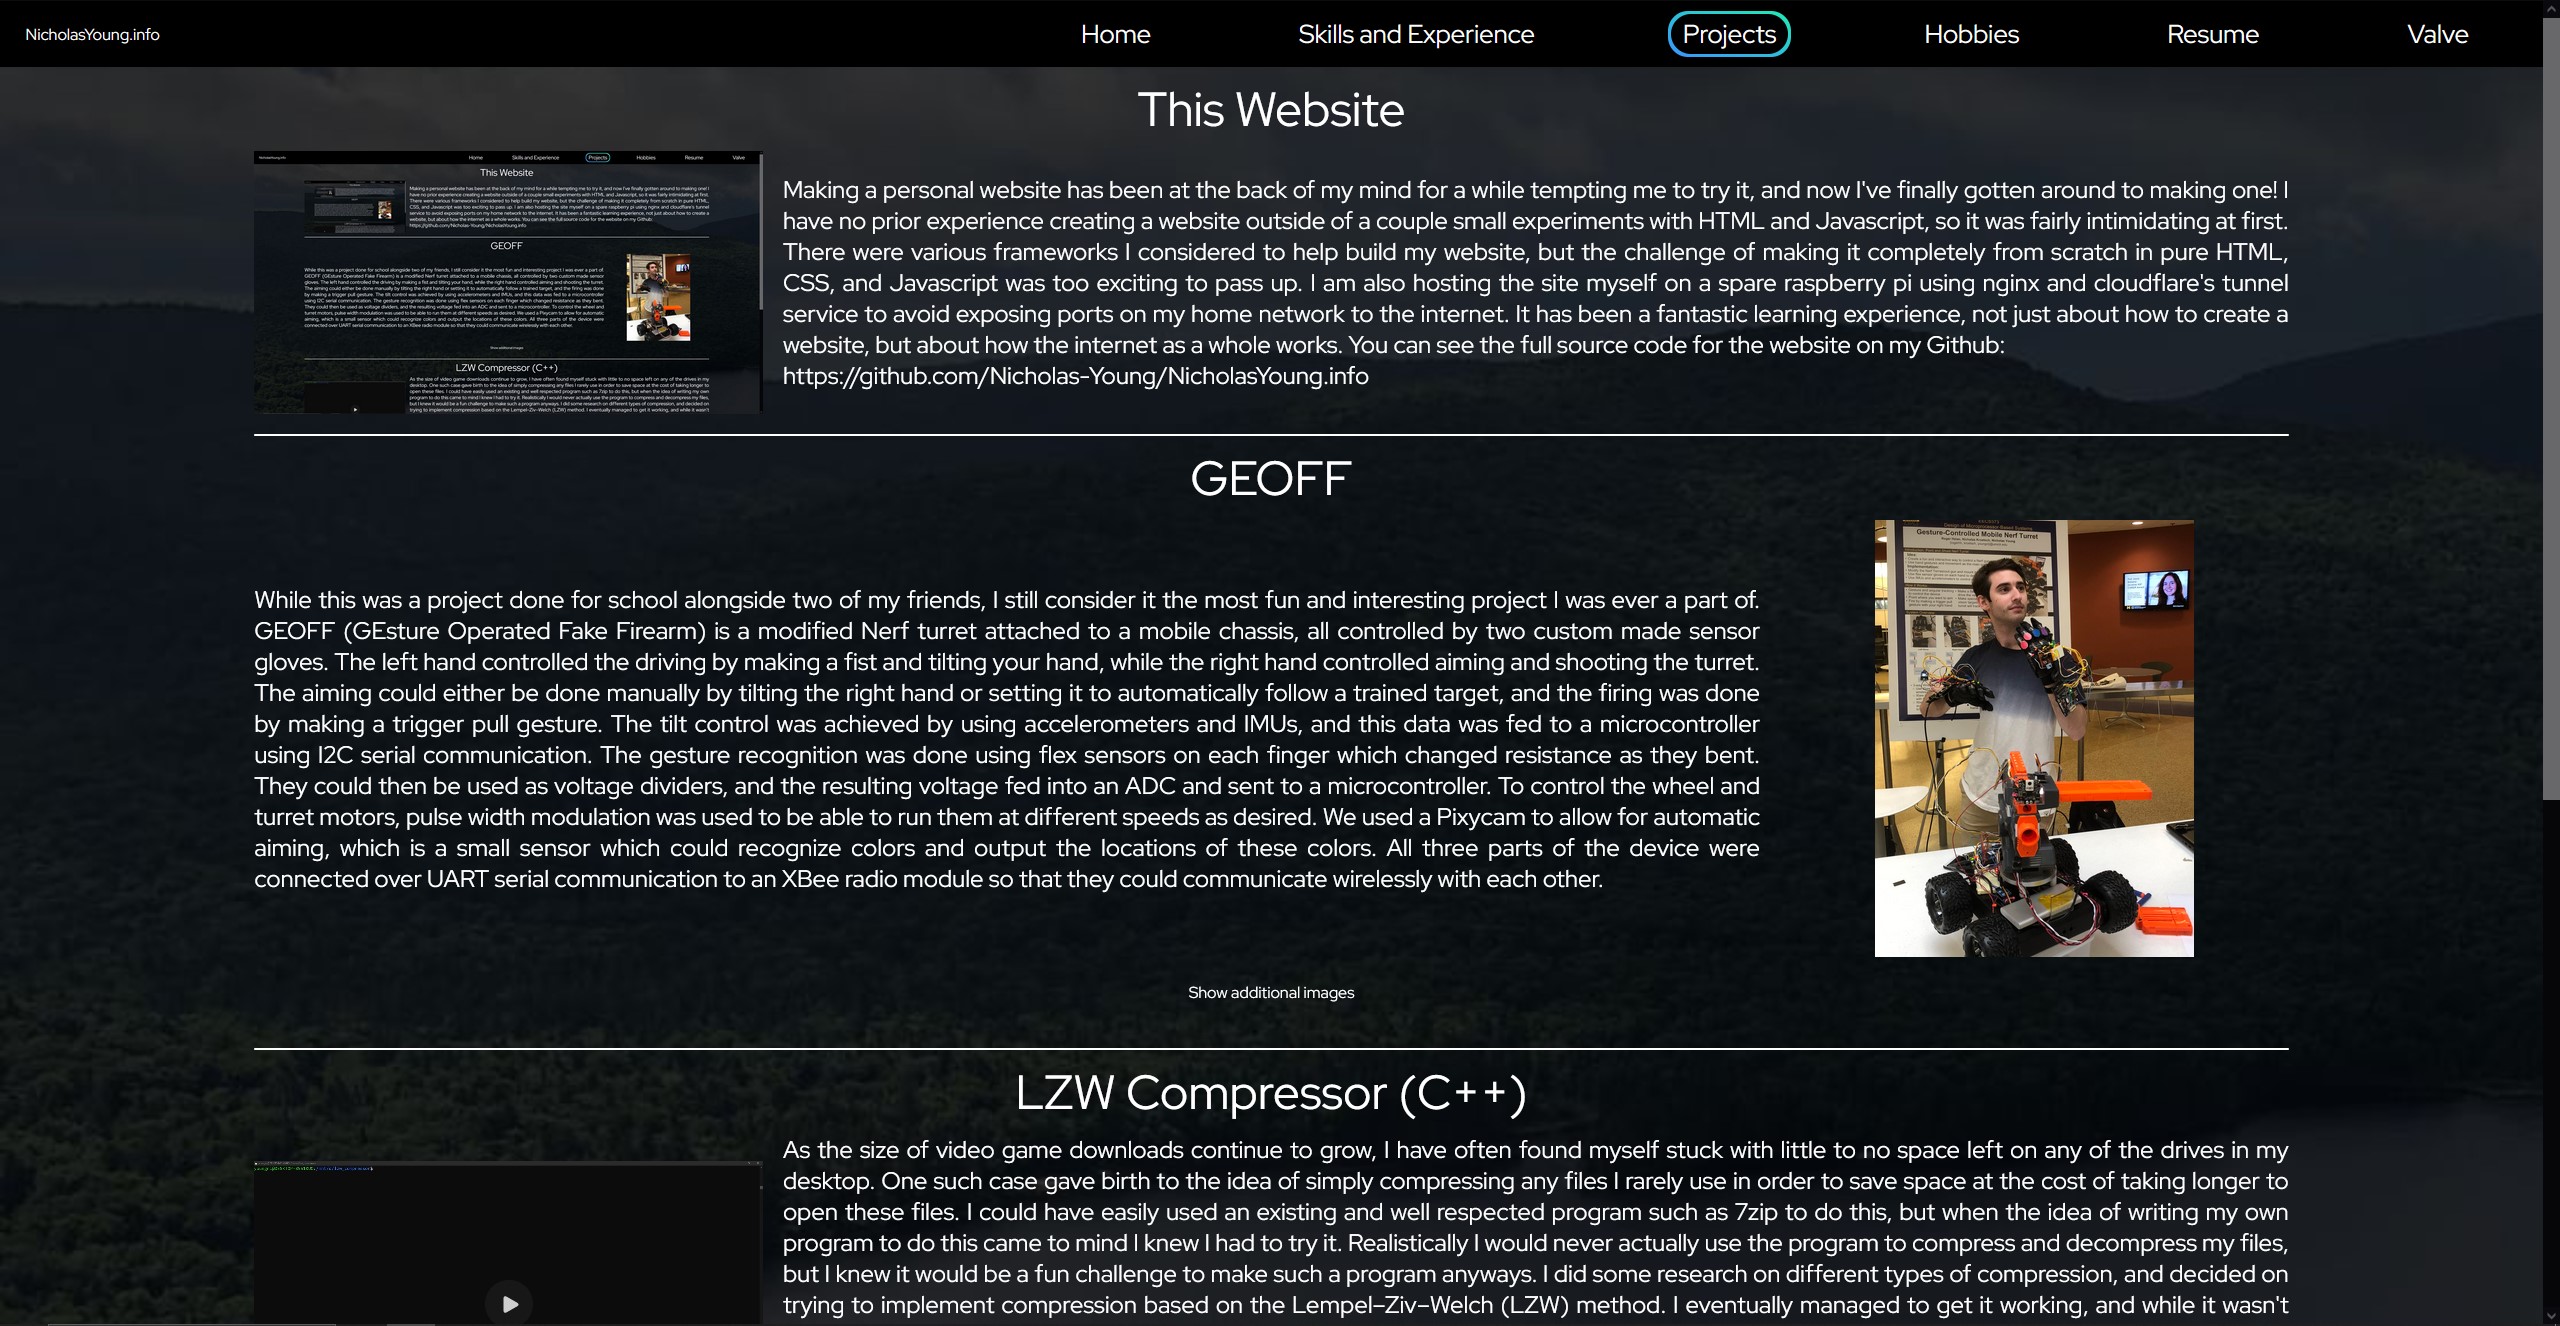 NicholasYoung.info
Home
Skills and Experience
Projects
Hobbies
Resume
Valve
This Website
Making a personal website has been at the back of my mind for a while tempting me to try it, and now I've finally gotten around to making one! I
have no prior experience creating a website outside of a couple small experiments with HTML and Javascript, so it was fairly intimidating at first.
There were various frameworks I considered to help build my website, but the challenge of making it completely from scratch in pure HTML,
CSS, and Javascript was too exciting to pass up. I am also hosting the site myself on a spare raspberry pi using nginx and cloudflare's tunnel
service to avoid exposing ports on my home network to the internet. It has been a fantastic learning experience, not just about how to create a
website, but about how the internet as a whole works. You can see the full source code for the website on my Github:
https://github.com/Nicholas-Young/NicholasYoung.info
GEOFF
While this was a project done for school alongside two of my friends, I still consider it the most fun and interesting project I was ever a part of.
GEOFF (GEsture Operated Fake Firearm) is a modified Nerf turret attached to a mobile chassis, all controlled by two custom made sensor
gloves. The left hand controlled the driving by making a fist and tilting your hand, while the right hand controlled aiming and shooting the turret.
The aiming could either be done manually by tilting the right hand or setting it to automatically follow a trained target, and the firing was done
by making a trigger pull gesture. The tilt control was achieved by using accelerometers and IMUs, and this data was fed to a microcontroller
using I2C serial communication. The gesture recognition was done using flex sensors on each finger which changed resistance as they bent.
They could then be used as voltage dividers, and the resulting voltage fed into an ADC and sent to a microcontroller. To control the wheel and
turret motors, pulse width modulation was used to be able to run them at different speeds as desired. We used a Pixycam to allow for automatic
aiming, which is a small sensor which could recognize colors and output the locations of these colors. All three parts of the device were
connected over UART serial communication to an XBee radio module so that they could communicate wirelessly with each other.
Gesture-Controlled Mobile Nerf Turret
Show additional images
LZW Compressor (C++)
As the size of video game downloads continue to grow, I have often found myself stuck with little to no space left on any of the drives in my
desktop. One such case gave birth to the idea of simply compressing any files I rarely use in order to save space at the cost of taking longer to
open these files. I could have easily used an existing and well respected program such as 7zip to do this, but when the idea of writing my own
program to do this came to mind I knew I had to try it. Realistically I would never actually use the program to compress and decompress my files,
but I knew it would be a fun challenge to make such a program anyways. I did some research on different types of compression, and decided on
trying to implement compression based on the Lempel–Ziv–Welch (LZW) method. I eventually managed to get it working, and while it wasn't